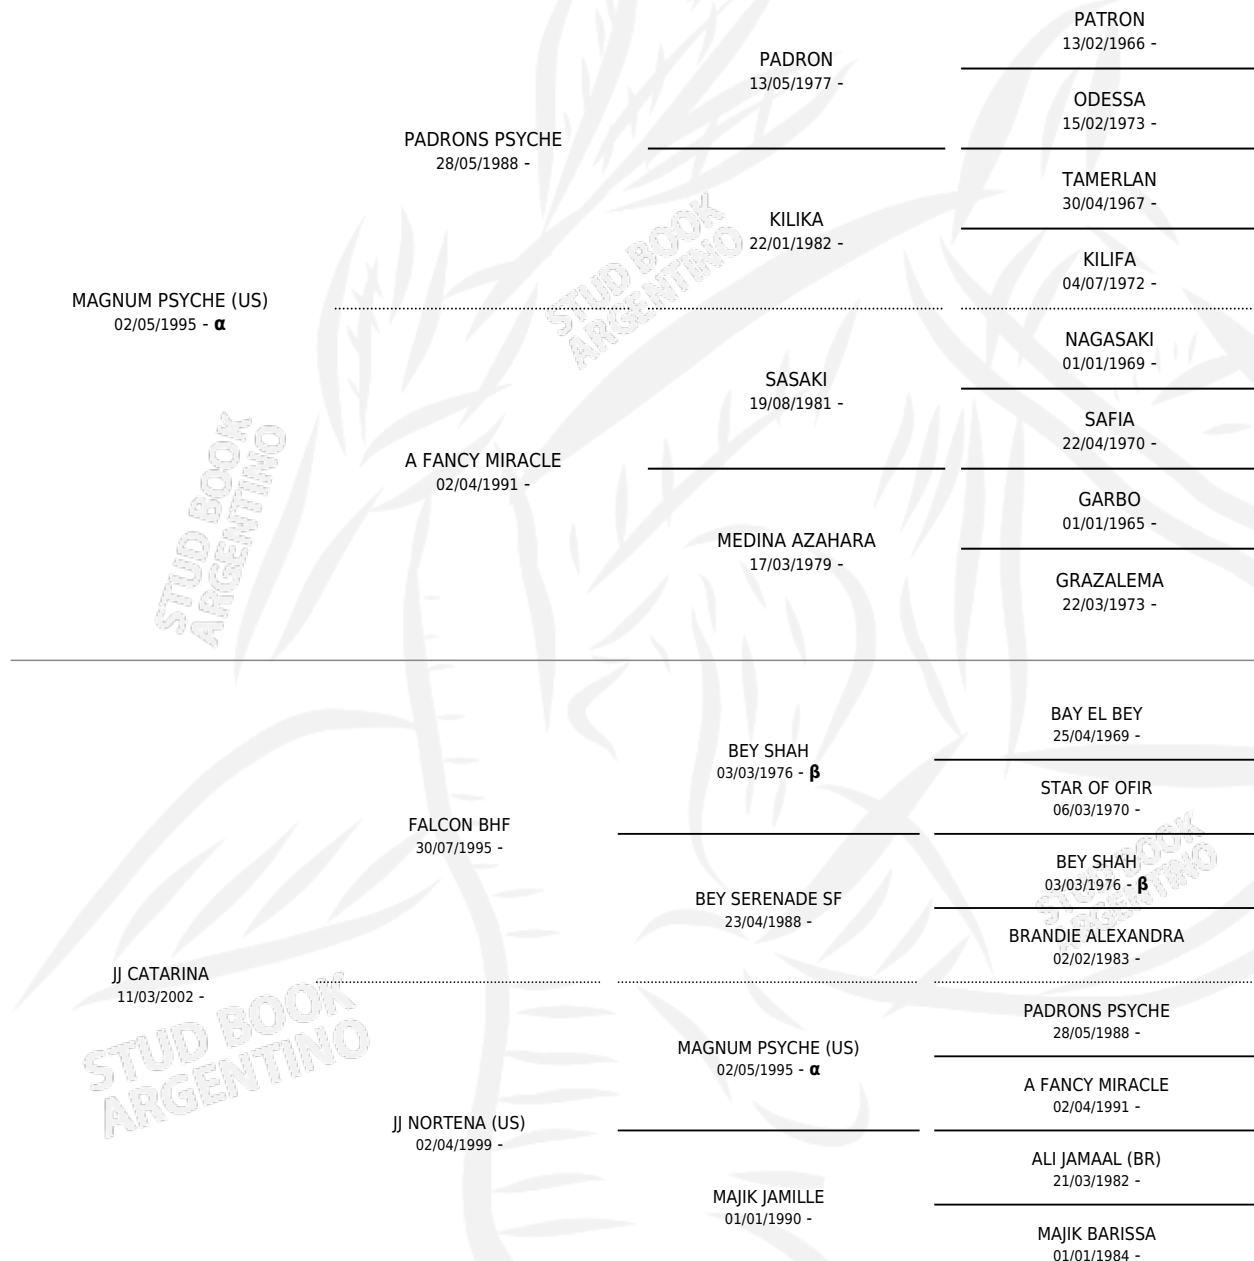 PATRON
13/02/1966 -
PADRON
13/05/1977 -
ODESSA
15/02/1973 -
PADRONS PSYCHE
28/05/1988 -
TAMERLAN
30/04/1967 -
KILIKA
22/01/1982 -
KILIFA
04/07/1972 -
MAGNUM PSYCHE (US)
02/05/1995 - α
NAGASAKI
01/01/1969 -
SASAKI
19/08/1981 -
SAFIA
22/04/1970 -
A FANCY MIRACLE
02/04/1991 -
GARBO
01/01/1965 -
MEDINA AZAHARA
17/03/1979 -
GRAZALEMA
22/03/1973 -
BAY EL BEY
25/04/1969 -
BEY SHAH
03/03/1976 - β
STAR OF OFIR
06/03/1970 -
FALCON BHF
30/07/1995 -
BEY SHAH
03/03/1976 - β
BEY SERENADE SF
23/04/1988 -
BRANDIE ALEXANDRA
02/02/1983 -
JJ CATARINA
11/03/2002 -
PADRONS PSYCHE
28/05/1988 -
MAGNUM PSYCHE (US)
02/05/1995 - α
A FANCY MIRACLE
02/04/1991 -
JJ NORTENA (US)
02/04/1999 -
ALI JAMAAL (BR)
21/03/1982 -
MAJIK JAMILLE
01/01/1990 -
MAJIK BARISSA
01/01/1984 -
STUD BOOK
ARGENTINO
STUD BOOK
ARGENTINO
STUD BOOK
ARGENTINO
STUD BOOK
ARGENTINO